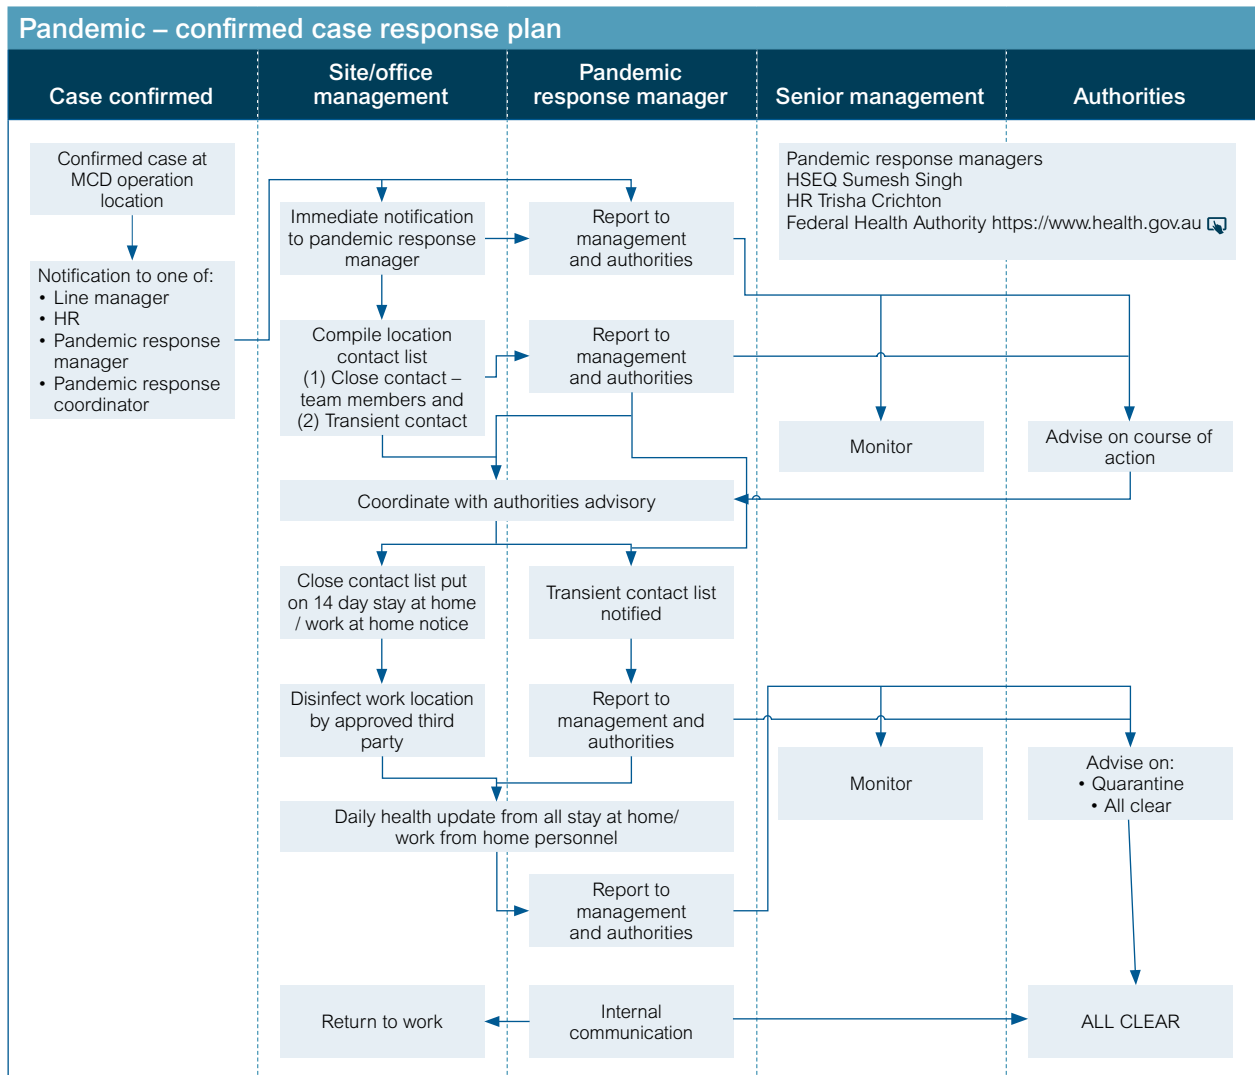 Pandemic – confirmed case response plan
Case confirmed
Site/office
management
Pandemic
response manager
Senior management
Authorities
Confirmed case at
MCD operation
location
Notification to one of:
• Line manager
• HR
• Pandemic response
manager
• Pandemic response
coordinator
Immediate notification
to pandemic response
manager
Report to
management
and authorities
Pandemic response managers
HSEQ Sumesh Singh
HR Trisha Crichton
Federal Health Authority https://www.health.gov.au
Compile location
contact list
(1) Close contact –
team members and
(2) Transient contact
Report to
management
and authorities
Monitor
Advise on course of
action
Coordinate with authorities advisory
Close contact list put
on 14 day stay at home
/ work at home notice
Transient contact list
notified
Disinfect work location
by approved third
party
Report to
management and
authorities
Monitor
Advise on:
• Quarantine
• All clear
Daily health update from all stay at home/
work from home personnel
Report to
management
and authorities
Return to work
Internal
communication
ALL CLEAR